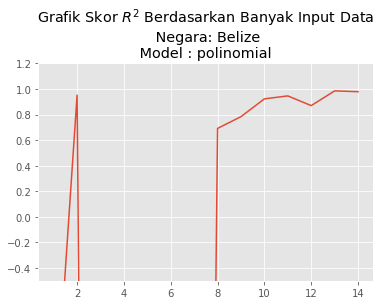 Grafik Skor R² Berdasarkan Banyak Input Data
Negara: Belize
Model : polinomial
1.2
1.0
0.8
0.6
0.4
0.2
0.0
−0.2
−0.4
2 4 6 8 10 12 14